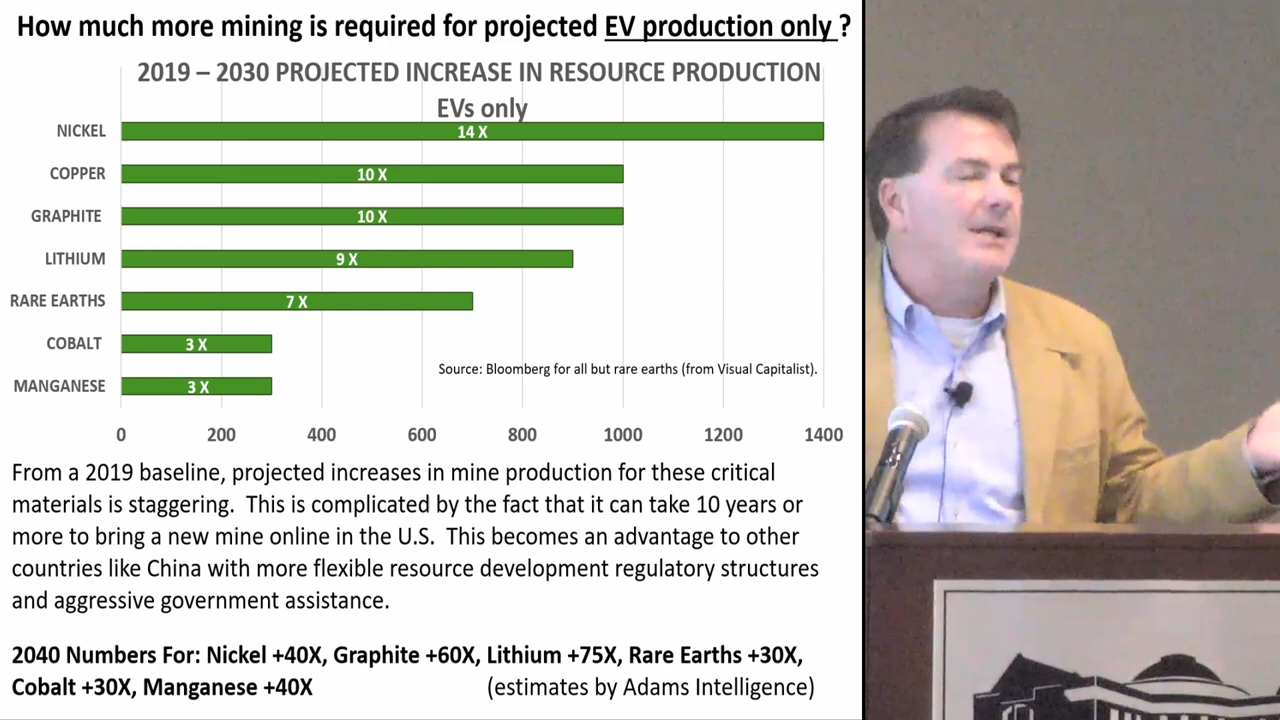 How much more mining is required for projected EV production only ?
2019 – 2030 PROJECTED INCREASE IN RESOURCE PRODUCTION
EVs only
NICKEL 14 X
COPPER 10 X
GRAPHITE 10 X
LITHIUM 9 X
RARE EARTHS 7 X
COBALT 3 X
Source: Bloomberg for all but rare earths (from Visual Capitalist).
MANGANESE 3 X
0 200 400 600 800 1000 1200 1400
From a 2019 baseline, projected increases in mine production for these critical
materials is staggering. This is complicated by the fact that it can take 10 years or
more to bring a new mine online in the U.S. This becomes an advantage to other
countries like China with more flexible resource development regulatory structures
and aggressive government assistance.
2040 Numbers For: Nickel +40X, Graphite +60X, Lithium +75X, Rare Earths +30X,
Cobalt +30X, Manganese +40X (estimates by Adams Intelligence)